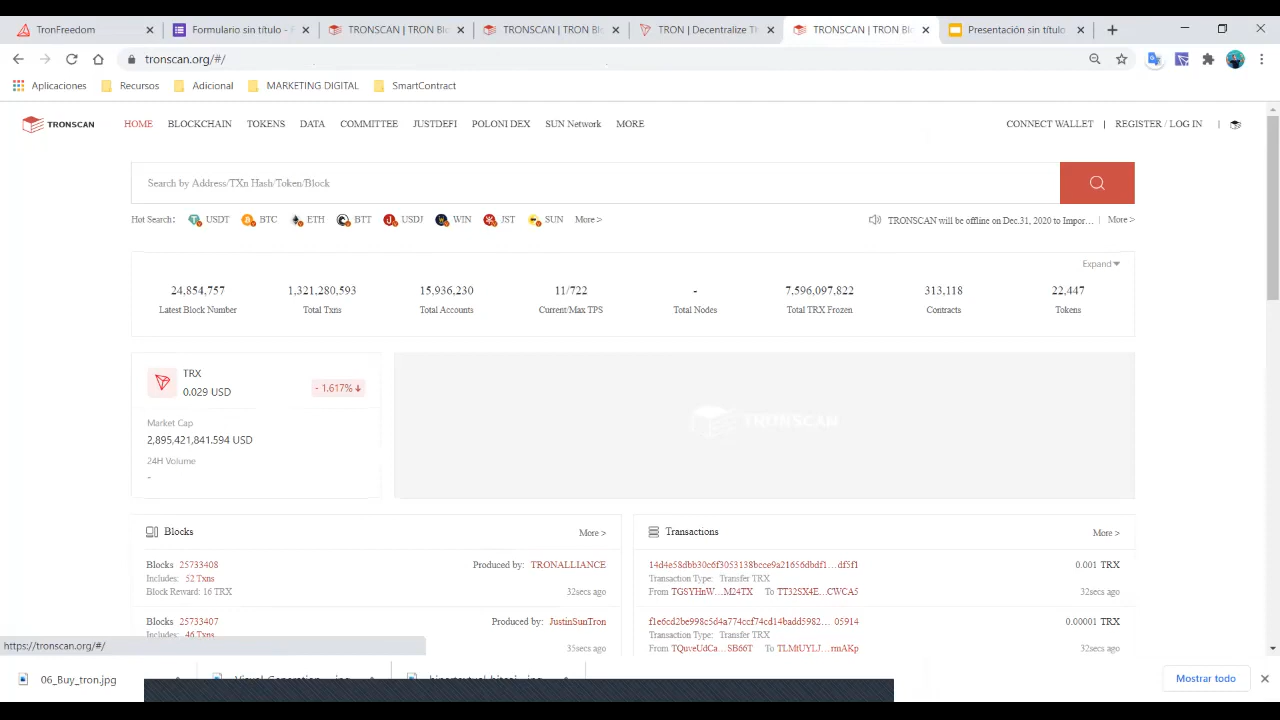 TronFreedom
Formulario sin título -
TRONSCAN | TRON Blo
TRONSCAN | TRON Bl
TRON | Decentralize T
TRONSCAN | TRON Bl
Presentación sin título
tronscan.org/#/
Aplicaciones
Recursos
Adicional
MARKETING DIGITAL
SmartContract
TRONSCAN
HOME
BLOCKCHAIN
TOKENS
DATA
COMMITTEE
JUSTDEFI
POLONI DEX
SUN Network
MORE
CONNECT WALLET | REGISTER / LOG IN |
Search by Address/TXn Hash/Token/Block
Hot Search: USDT BTC ETH BTT USDJ WIN JST SUN More >
TRONSCAN will be offline on Dec.31, 2020 to Impor... | More >
Expand
24,854,757
Latest Block Number
1,321,280,593
Total Txns
15,936,230
Total Accounts
11/722
Current/Max TPS
-
Total Nodes
7,596,097,822
Total TRX Frozen
313,118
Contracts
22,447
Tokens
TRX
0.029 USD
- 1.617%
Market Cap
2,895,421,841.594 USD
24H Volume
-
TRONSCAN
Blocks
More >
Blocks 25733408
Produced by: TRONALLIANCE
Includes: 52 Txns
Block Reward: 16 TRX
32secs ago
Blocks 25733407
Produced by: JustinSunTron
Includes: 46 Txns
35secs ago
Transactions
More >
14d4e58dbb30c6f3053138bcce9a21656dbdf1...df5f1
0.001 TRX
Transaction Type: Transfer TRX
From TGSYHnW...M24TX To TT32SX4E...CWCA5
32secs ago
f1e6cd2be998c5d4a774ccf74cd14badd5982... 05914
0.00001 TRX
Transaction Type: Transfer TRX
From TQuveUdCa...SB66T To TLMtUYLJ...rmAKp
32secs ago
https://tronscan.org/#/
06_Buy_tron.jpg
Mostrar todo